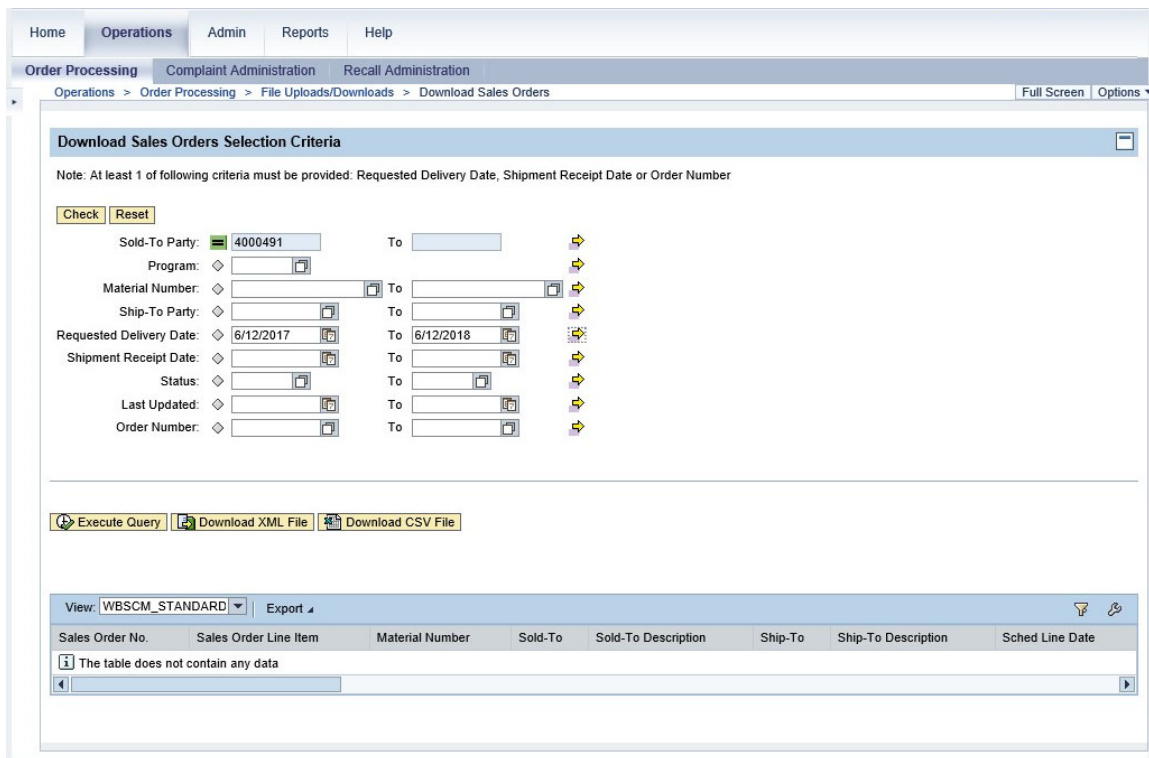 Home Operations Admin Reports Help
Order Processing Complaint Administration Recall Administration
Operations > Order Processing > File Uploads/Downloads > Download Sales Orders Full Screen Options
Download Sales Orders Selection Criteria
Note: At least 1 of following criteria must be provided: Requested Delivery Date, Shipment Receipt Date or Order Number
Check Reset
Sold-To Party: 4000491 To
Program:
Material Number: To
Ship-To Party: To
Requested Delivery Date: 6/12/2017 To 6/12/2018
Shipment Receipt Date: To
Status: To
Last Updated: To
Order Number: To
Execute Query Download XML File Download CSV File
View: WBSCM_STANDARD Export
Sales Order No. Sales Order Line Item Material Number Sold-To Sold-To Description Ship-To Ship-To Description Sched Line Date
The table does not contain any data